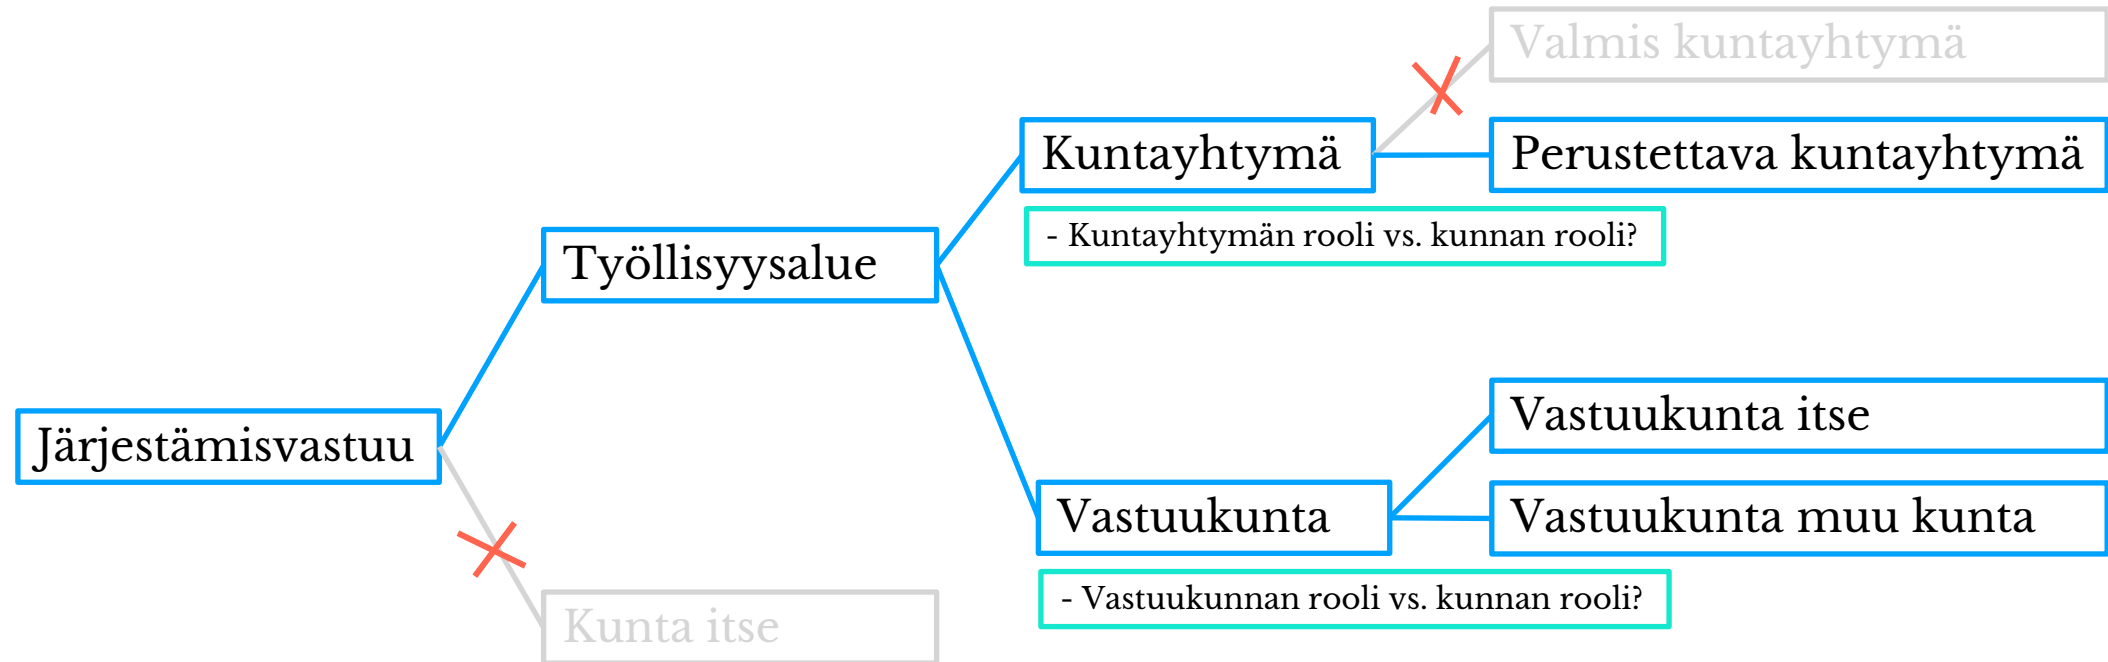 Valmis kuntayhtymä
Kuntayhtymä
Perustettava kuntayhtymä
- Kuntayhtymän rooli vs. kunnan rooli?
Työllisyysalue
Järjestämisvastuu
Vastuukunta itse
Vastuukunta
Vastuukunta muu kunta
- Vastuukunnan rooli vs. kunnan rooli?
Kunta itse